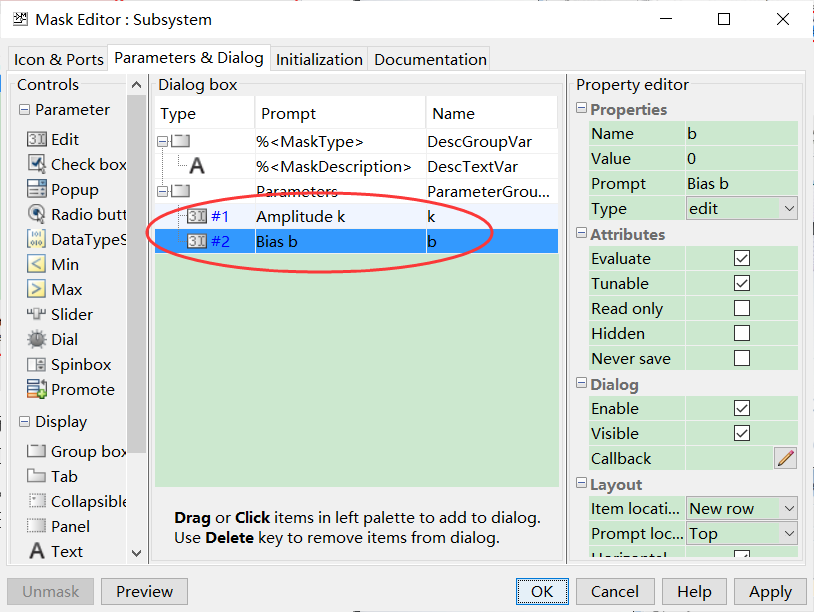 Mask Editor : Subsystem
Icon & Ports Parameters & Dialog Initialization Documentation
Controls
Parameter
Edit
Check box
Popup
Radio butt
DataTypeS
Min
Max
Slider
Dial
Spinbox
Promote
Display
Group box
Tab
Collapsible
Panel
Text
Dialog box
Type Prompt Name
%<MaskType> DescGroupVar
A %<MaskDescription> DescTextVar
Parameters ParameterGrou...
#1 Amplitude k k
#2 Bias b b
Drag or Click items in left palette to add to dialog.
Use Delete key to remove items from dialog.
Property editor
Properties
Name b
Value 0
Prompt Bias b
Type edit
Attributes
Evaluate
Tunable
Read only
Hidden
Never save
Dialog
Enable
Visible
Callback
Layout
Item locati... New row
Prompt loc... Top
Horizontal
Unmask Preview OK Cancel Help Apply